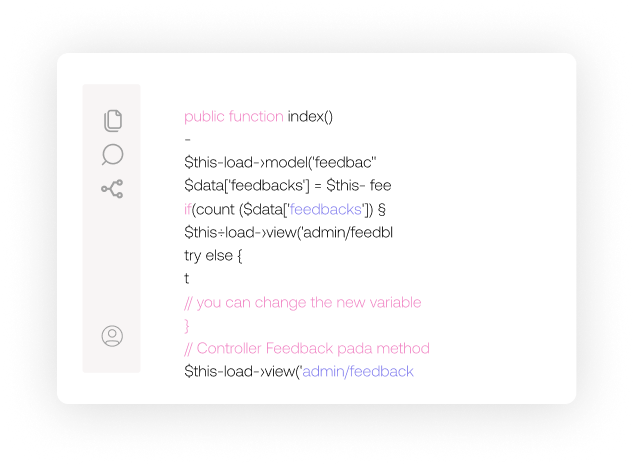 public function index()
-
$this-load-›model('feedbac"
$data['feedbacks'] = $this- fee
if(count ($data['feedbacks']) §
$this÷load-›view('admin/feedbl
try else {
t
// you can change the new variable
}
// Controller Feedback pada method
$this-load-›view('admin/feedback